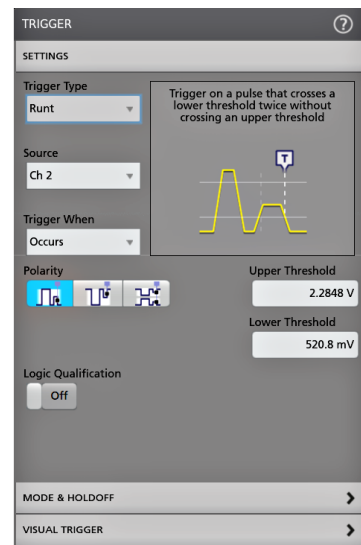 TRIGGER
?
SETTINGS
Trigger Type
Runt
Trigger on a pulse that crosses a
lower threshold twice without
crossing an upper threshold
T
Source
Ch 2
Trigger When
Occurs
Polarity
Upper Threshold
2.2848 V
Lower Threshold
520.8 mV
Logic Qualification
Off
MODE & HOLDOFF
VISUAL TRIGGER